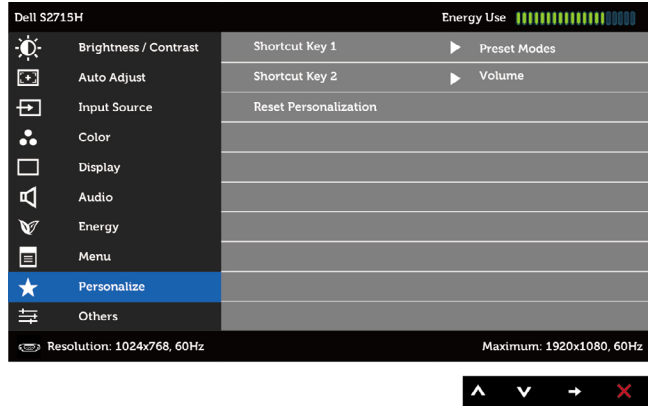 Dell S2715H Energy Use
Brightness / Contrast Shortcut Key 1 Preset Modes
Auto Adjust Shortcut Key 2 Volume
Input Source Reset Personalization
Color
Display
Audio
Energy
Menu
Personalize
Others
Resolution: 1024x768, 60Hz Maximum: 1920x1080, 60Hz